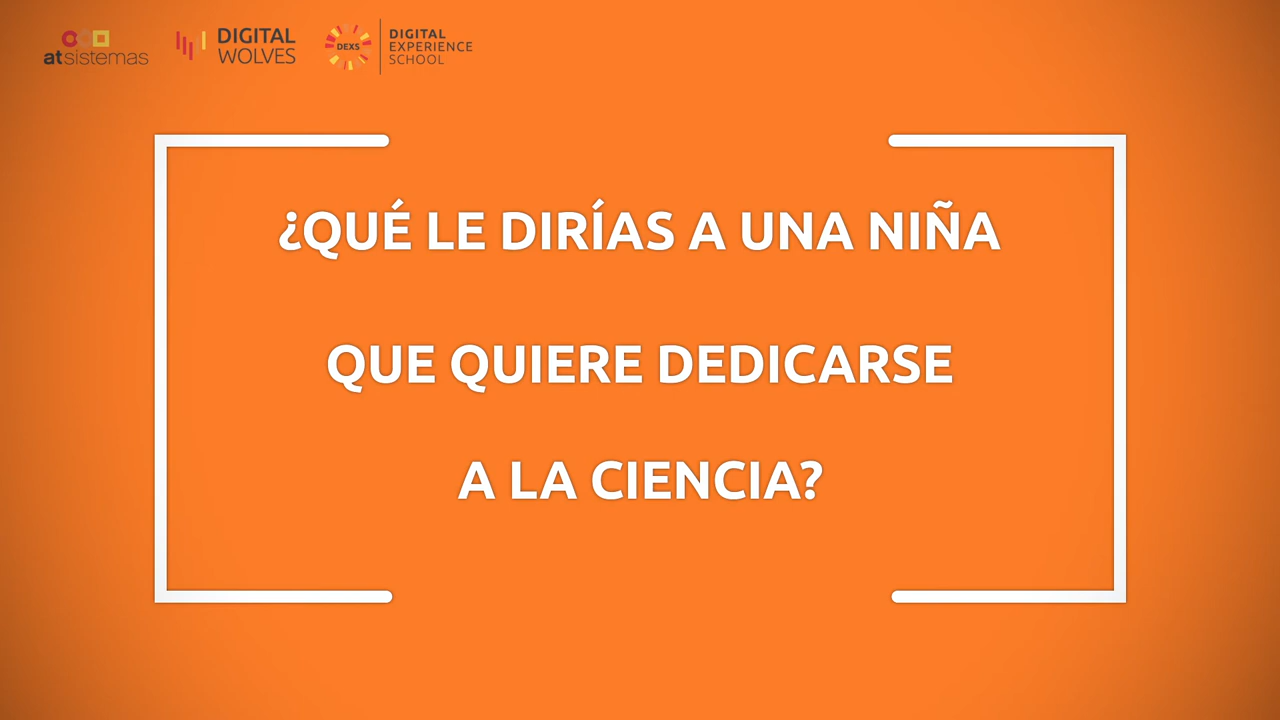 atsistemas
DIGITAL
WOLVES
DEXS
DIGITAL
EXPERIENCE
SCHOOL
¿QUÉ LE DIRÍAS A UNA NIÑA
QUE QUIERE DEDICARSE
A LA CIENCIA?